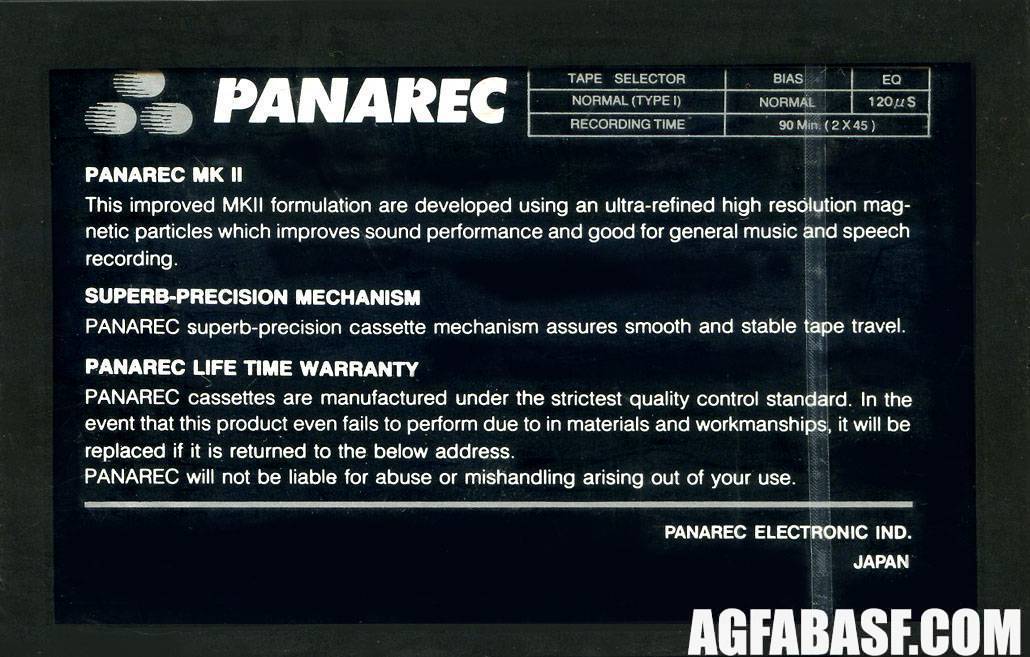 PANAREC
TAPE SELECTOR BIAS EQ
NORMAL (TYPE I) NORMAL 120µS
RECORDING TIME 90 Min. (2 X 45)
PANAREC MK II
This improved MKII formulation are developed using an ultra-refined high resolution mag-
netic particles which improves sound performance and good for general music and speech
recording.
SUPERB-PRECISION MECHANISM
PANAREC superb-precision cassette mechanism assures smooth and stable tape travel.
PANAREC LIFE TIME WARRANTY
PANAREC cassettes are manufactured under the strictest quality control standard. In the
event that this product even fails to perform due to in materials and workmanships, it will be
replaced if it is returned to the below address.
PANAREC will not be liable for abuse or mishandling arising out of your use.
PANAREC ELECTRONIC IND.
JAPAN
AGFABASF.COM